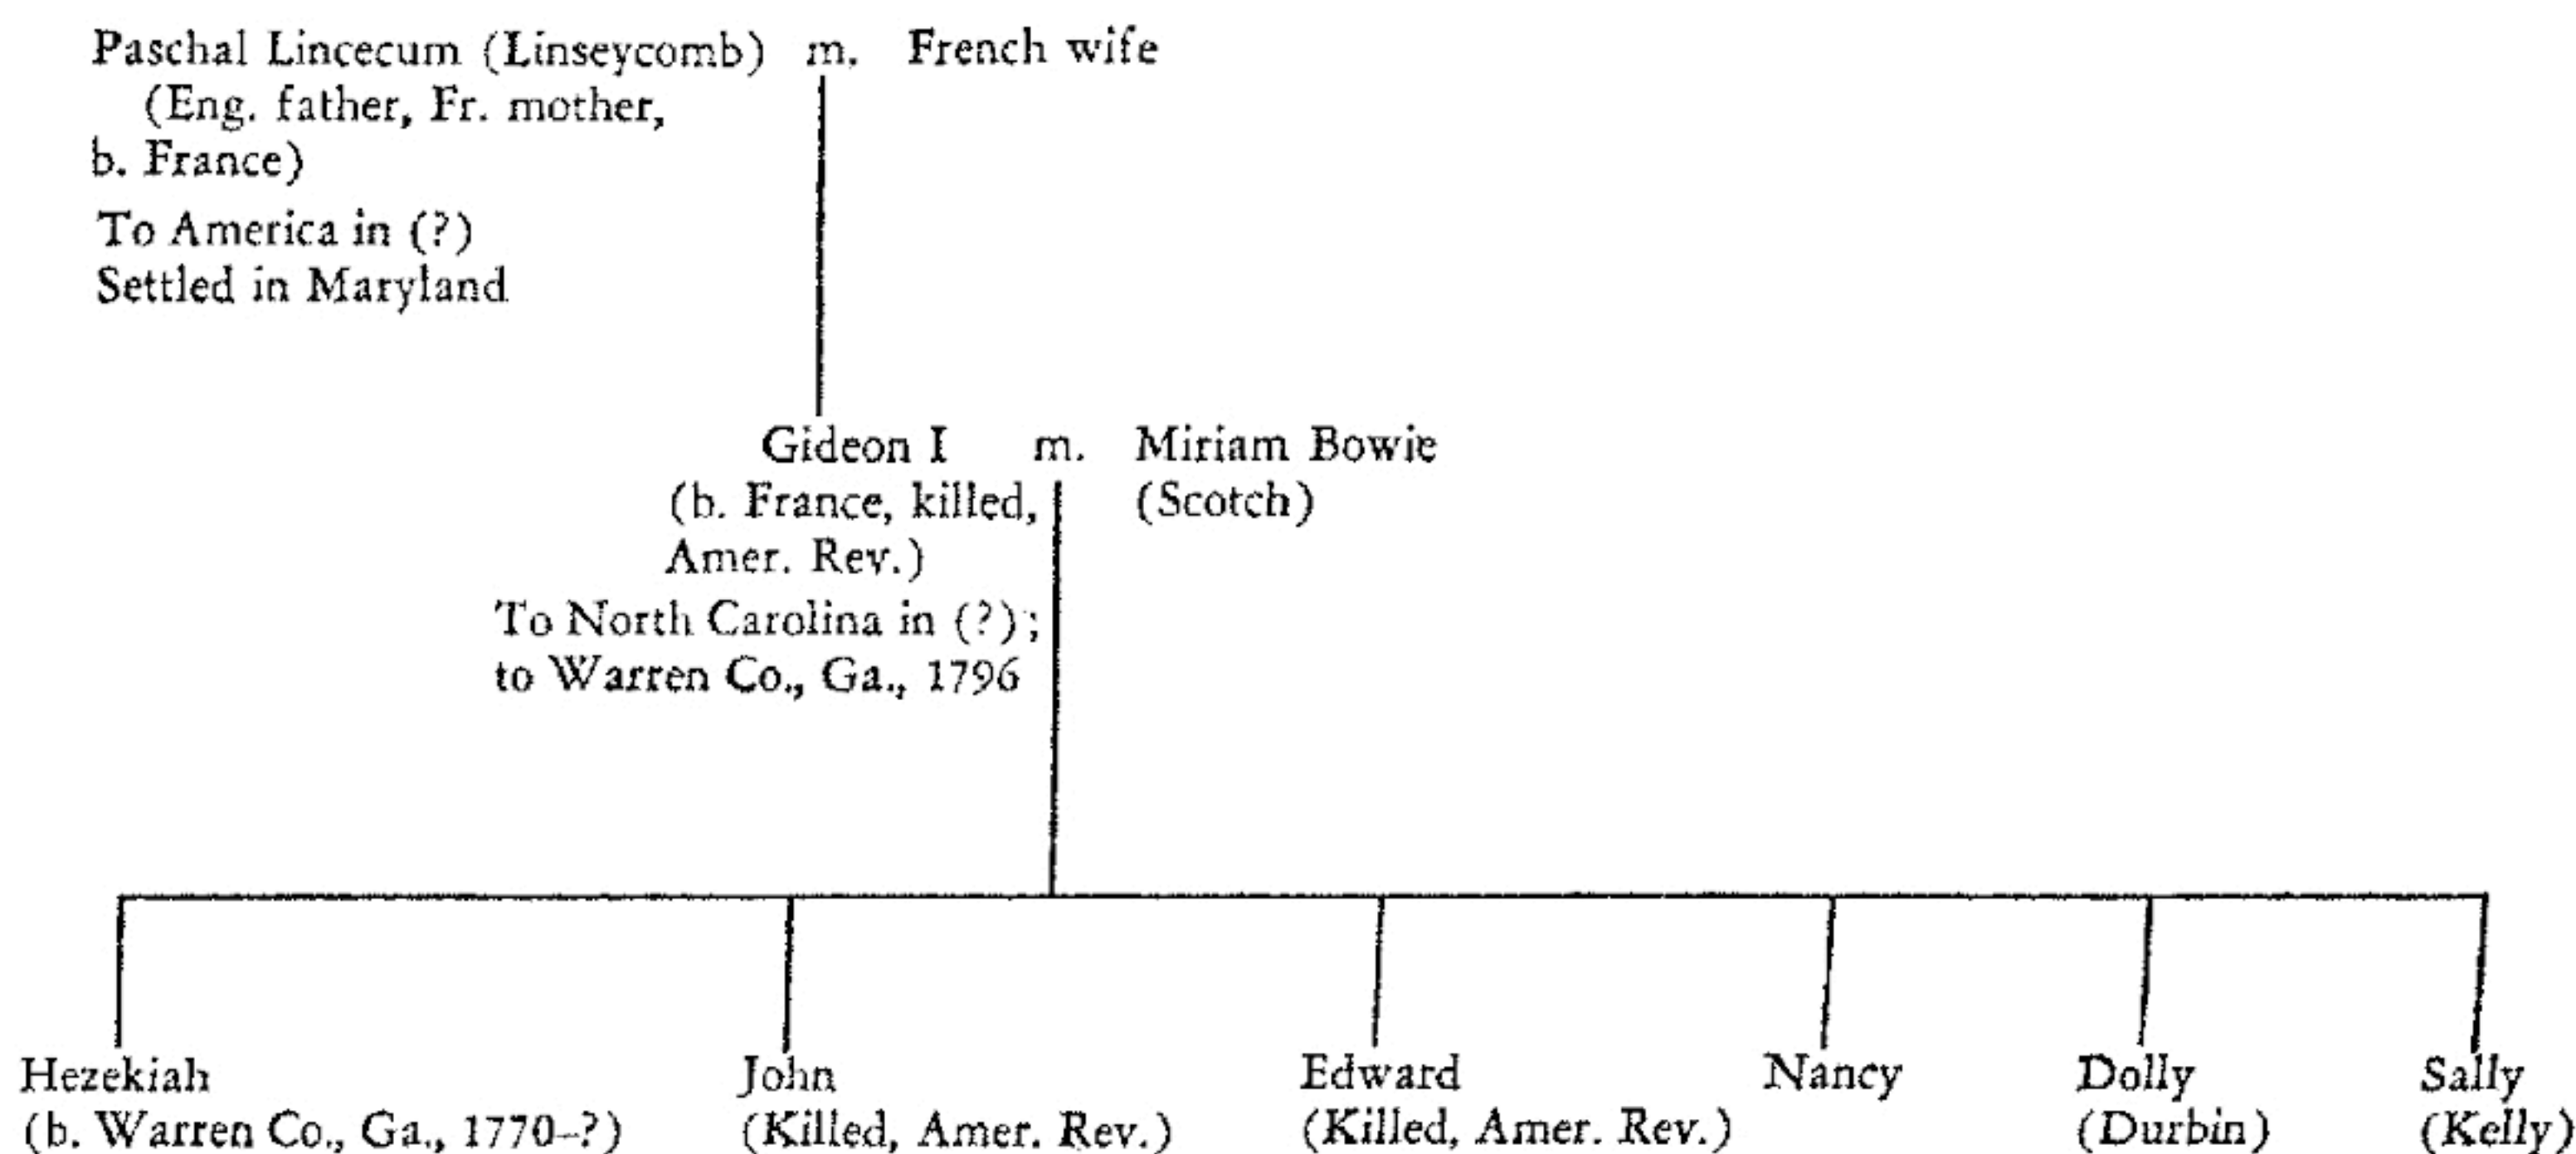 Paschal Lincecum (Linseycomb) m. French wife
(Eng. father, Fr. mother,
b. France)
To America in (?)
Settled in Maryland
Gideon I m. Miriam Bowie
(b. France, killed, (Scotch)
Amer. Rev.)
To North Carolina in (?);
to Warren Co., Ga., 1796
Hezekiah John Edward Nancy Dolly Sally
(b. Warren Co., Ga., 1770–?) (Killed, Amer. Rev.) (Killed, Amer. Rev.) (Durbin) (Kelly)